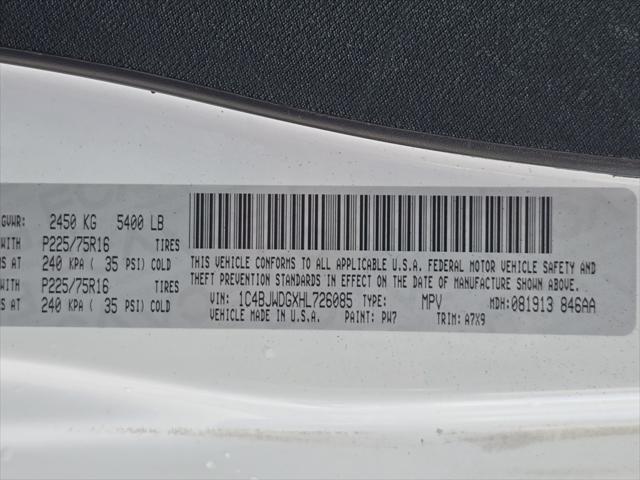 GVWR: 2450 KG 5400 LB
WITH P225/75R16 TIRES
S AT 240 KPA ( 35 PSI) COLD
WITH P225/75R16 TIRES
S AT 240 KPA ( 35 PSI) COLD
THIS VEHICLE CONFORMS TO ALL APPLICABLE U.S.A. FEDERAL MOTOR VEHICLE SAFETY AND
THEFT PREVENTION STANDARDS IN EFFECT ON THE DATE OF MANUFACTURE SHOWN ABOVE.
VIN: 1C4BJWDGXHL726085 TYPE: MPV MDH:081913 846AA
VEHICLE MADE IN U.S.A. PAINT: PW7 TRIM: A7X9